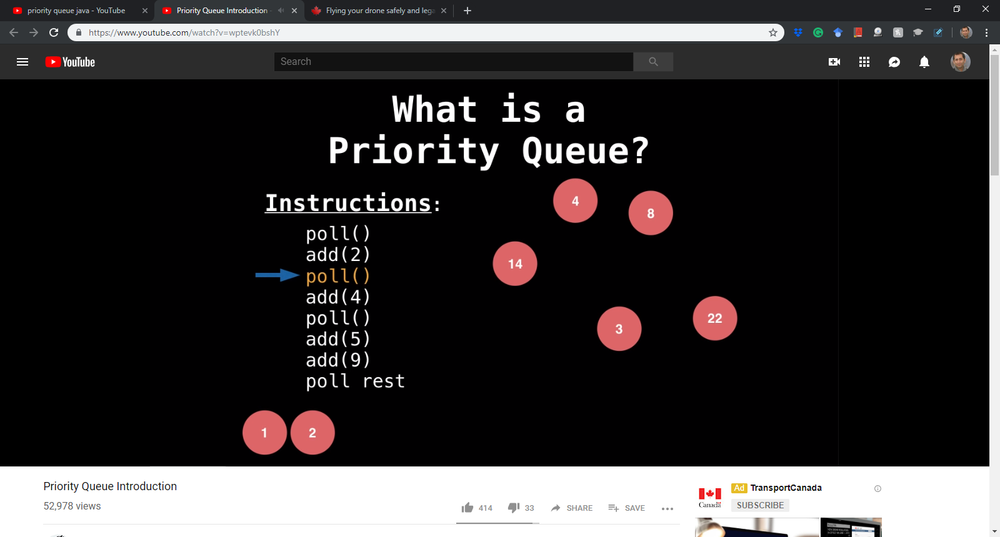 priority queue java - YouTube
Priority Queue Introduction -
Flying your drone safely and lega
https://www.youtube.com/watch?v=wptevk0bshY
YouTube
Search
What is a
Priority Queue?
Instructions:
poll()
add(2)
poll()
add(4)
poll()
add(5)
add(9)
poll rest
4
8
14
3
22
1
2
Priority Queue Introduction
52,978 views
414
33
SHARE
SAVE
Canada
Ad TransportCanada
SUBSCRIBE